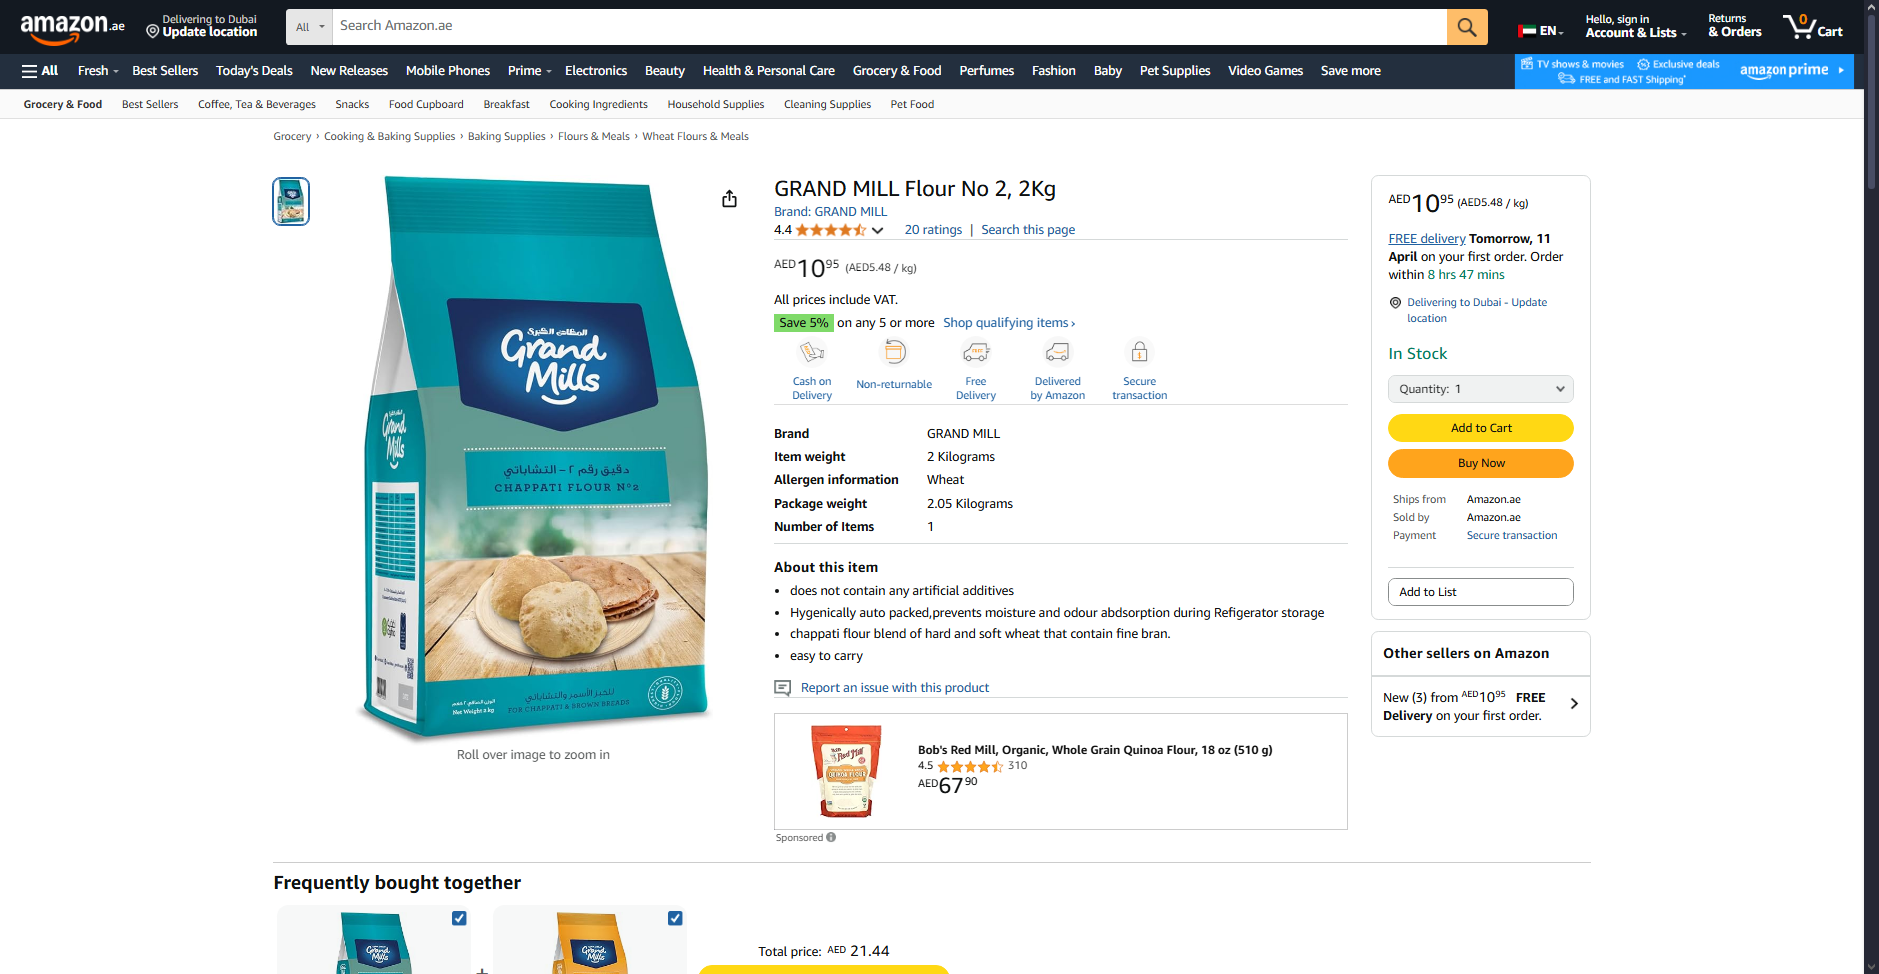 amazon.ae
Delivering to Dubai
Update location
All
Search Amazon.ae
EN
Hello, sign in
Account & Lists
Returns
& Orders
0
Cart
All
Fresh
Best Sellers
Today's Deals
New Releases
Mobile Phones
Prime
Electronics
Beauty
Health & Personal Care
Grocery & Food
Perfumes
Fashion
Baby
Pet Supplies
Video Games
Save more
TV shows & movies
Exclusive deals
FREE and FAST Shipping*
amazon prime
Grocery & Food
Best Sellers
Coffee, Tea & Beverages
Snacks
Food Cupboard
Breakfast
Cooking Ingredients
Household Supplies
Cleaning Supplies
Pet Food
Grocery › Cooking & Baking Supplies › Baking Supplies › Flours & Meals › Wheat Flours & Meals
المطاحن الكبرى
Grand
Mills
Grand
Mills
دقيق رقم ٢ – التشاباتي
CHAPPATI FLOUR Nº2
للخبز الأسمر والتشاباتي
FOR CHAPPATI & BROWN BREADS
Net Weight 2 kg
Roll over image to zoom in
GRAND MILL Flour No 2, 2Kg
Brand: GRAND MILL
4.4
20 ratings | Search this page
AED10 95 (AED5.48 / kg)
All prices include VAT.
Save 5% on any 5 or more Shop qualifying items ›
Cash on
Delivery
Non-returnable
Free
Delivery
Delivered
by Amazon
Secure
transaction
Brand GRAND MILL
Item weight 2 Kilograms
Allergen information Wheat
Package weight 2.05 Kilograms
Number of Items 1
About this item
• does not contain any artificial additives
• Hygenically auto packed,prevents moisture and odour abdsorption during Refigerator storage
• chappati flour blend of hard and soft wheat that contain fine bran.
• easy to carry
Report an issue with this product
Bob's Red Mill
QUINOA FLOUR
Bob's Red Mill, Organic, Whole Grain Quinoa Flour, 18 oz (510 g)
4.5 310
AED67 90
Sponsored
AED10 95 (AED5.48 / kg)
FREE delivery Tomorrow, 11
April on your first order. Order
within 8 hrs 47 mins
Delivering to Dubai - Update
location
In Stock
Quantity: 1
Add to Cart
Buy Now
Ships from Amazon.ae
Sold by Amazon.ae
Payment Secure transaction
Add to List
Other sellers on Amazon
New (3) from AED10 95 FREE
Delivery on your first order.
Frequently bought together
Grand
Mills
+
Grand
Mills
Total price: AED 21.44